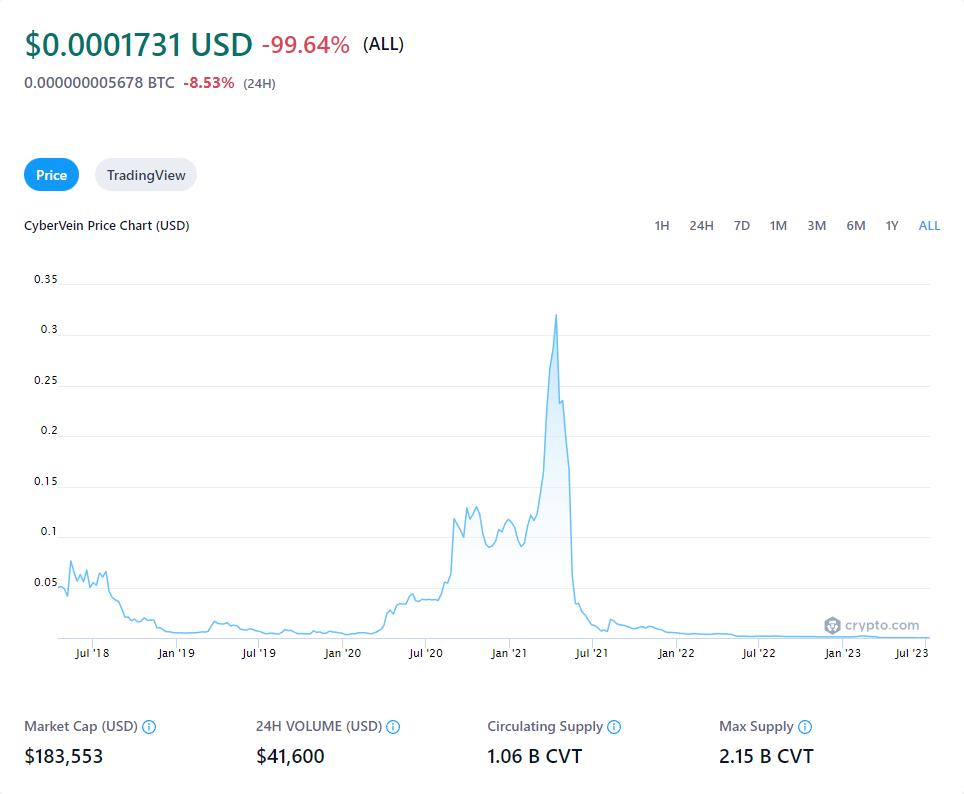 $0.0001731 USD -99.64% (ALL)
0.000000005678 BTC -8.53% (24H)
Price TradingView
CyberVein Price Chart (USD) 1H 24H 7D 1M 3M 6M 1Y ALL
0.35
0.3
0.25
0.2
0.15
0.1
0.05
crypto.com
Jul '18 Jan '19 Jul '19 Jan '20 Jul '20 Jan '21 Jul '21 Jan '22 Jul '22 Jan '23 Jul '23
Market Cap (USD) 24H VOLUME (USD) Circulating Supply Max Supply
$183,553 $41,600 1.06 B CVT 2.15 B CVT